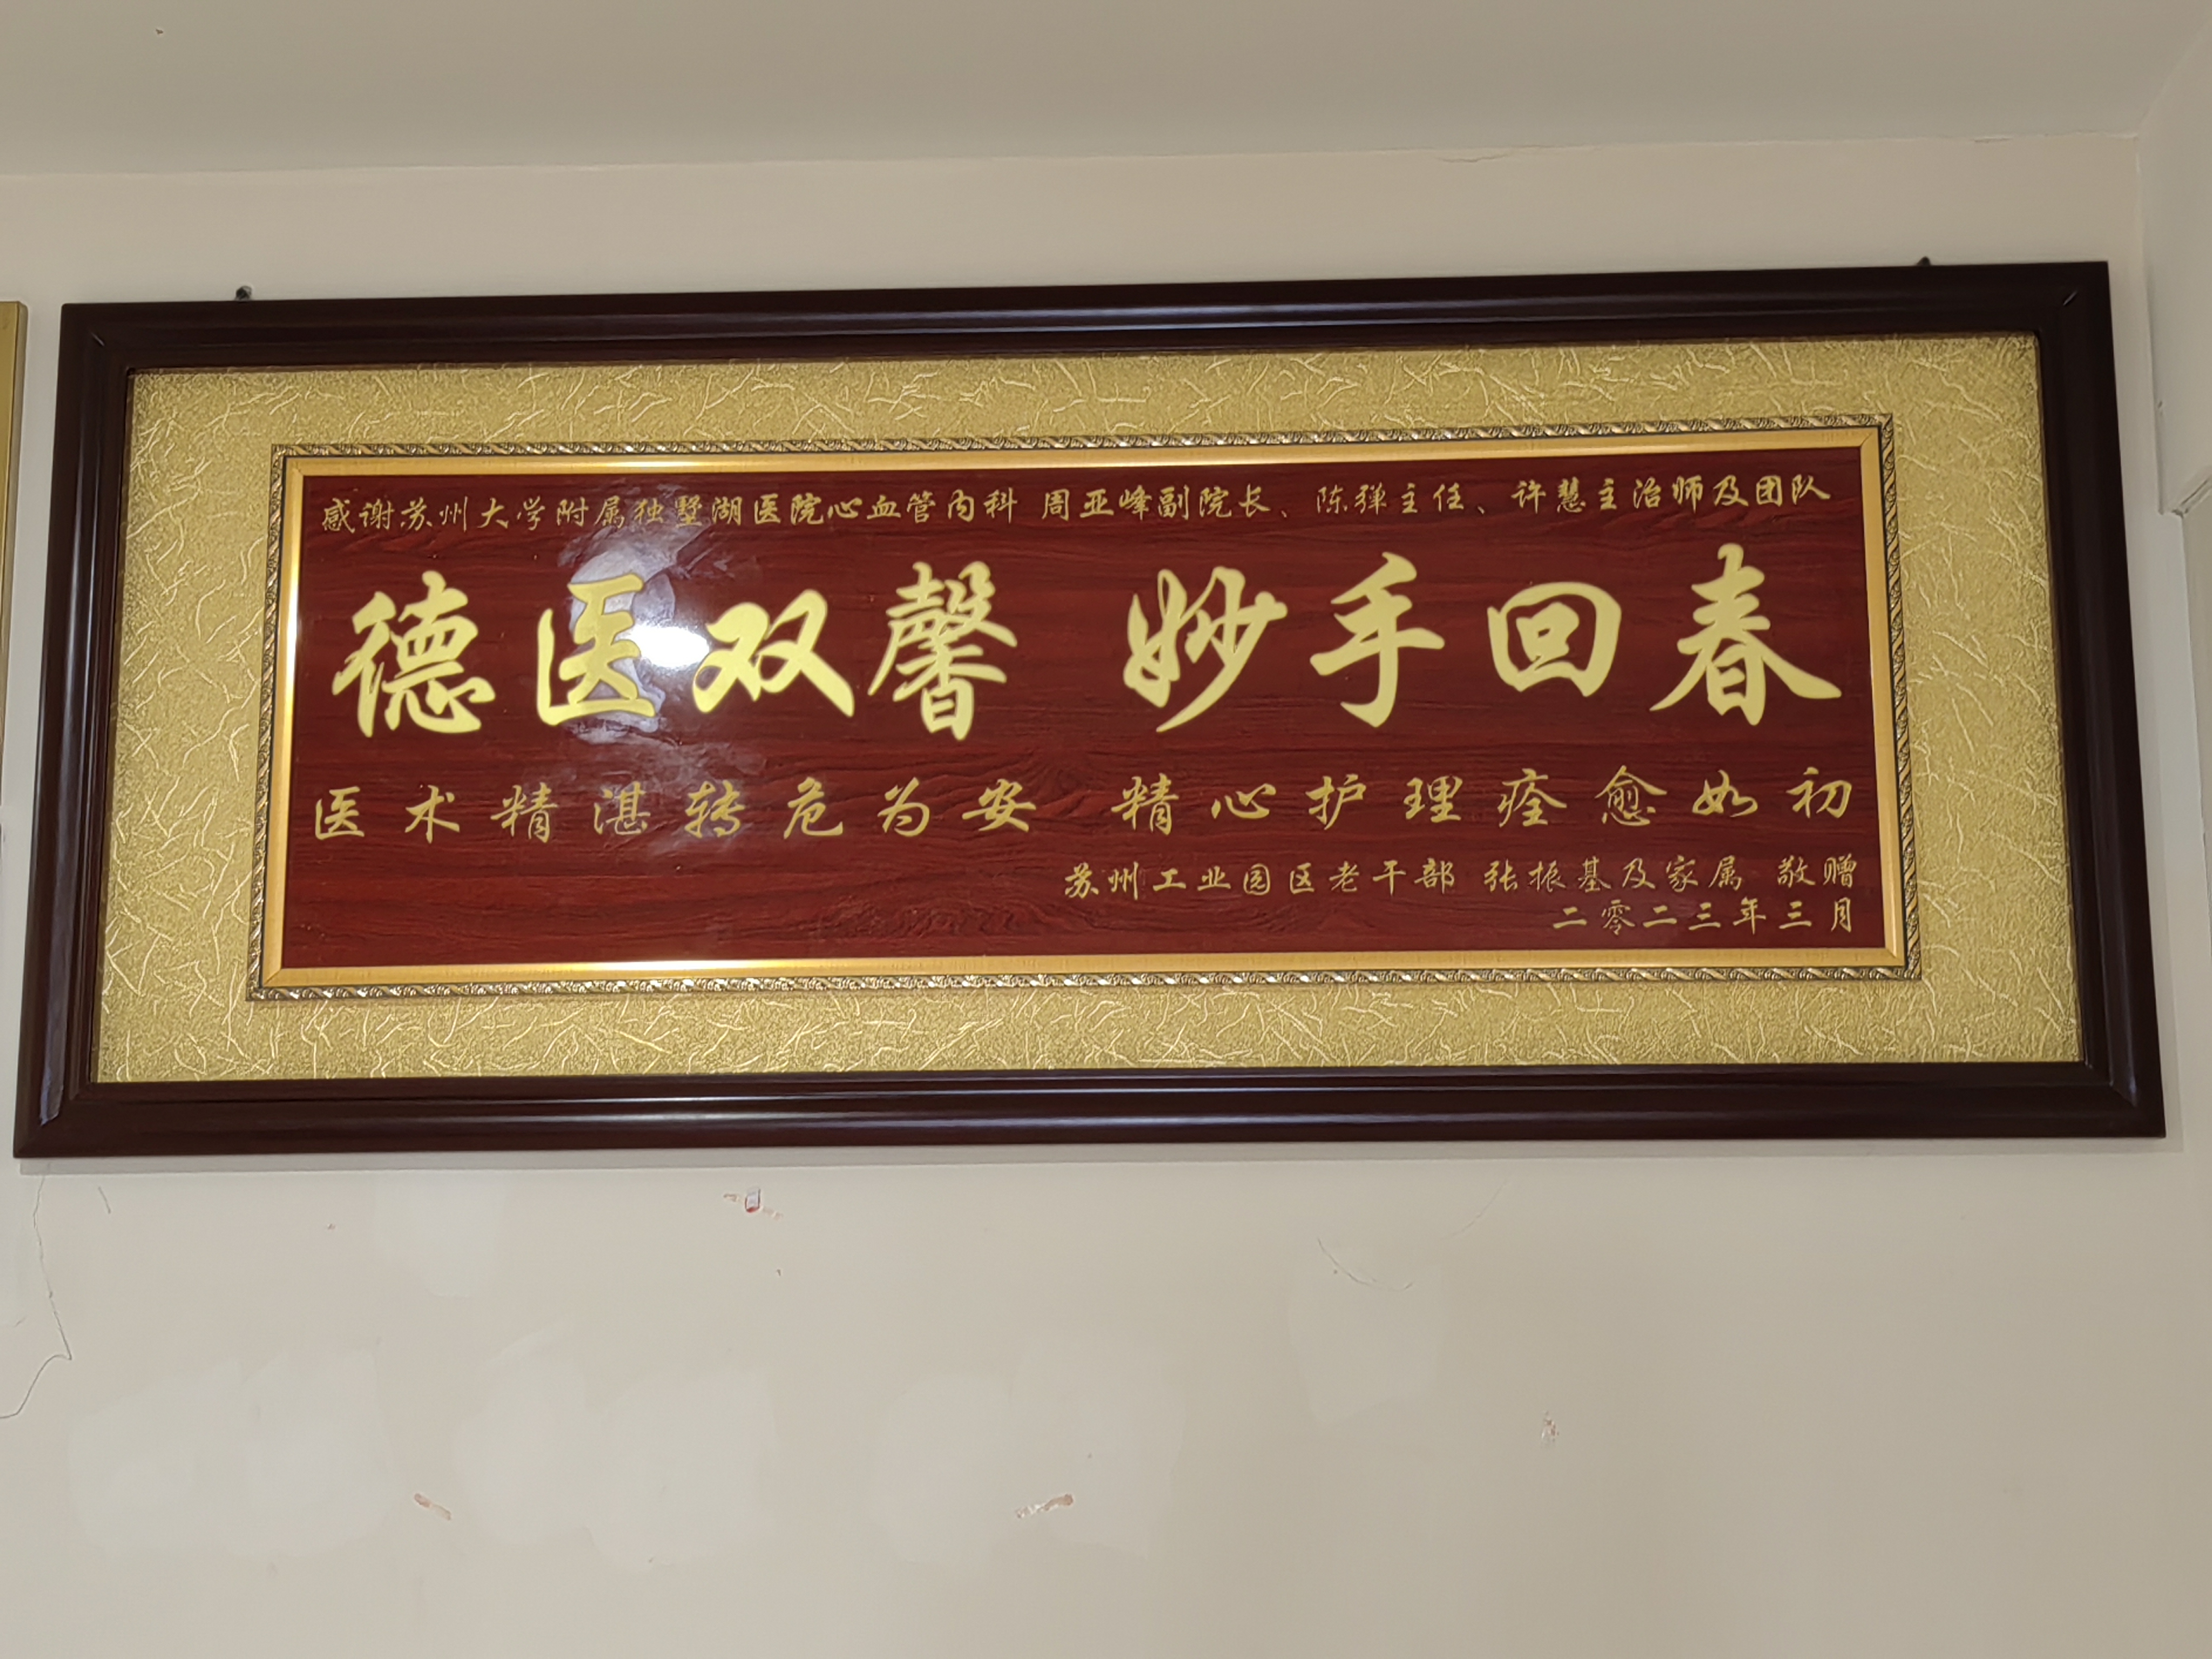 感谢苏州大学附属独墅湖医院心血管内科 周亚峰副院长、陈弹主任、许慧主治师及团队
德医双馨 妙手回春
医术精湛转危为安 精心护理痊愈如初
苏州工业园区老干部 张振基及家属 敬赠
二零二三年三月